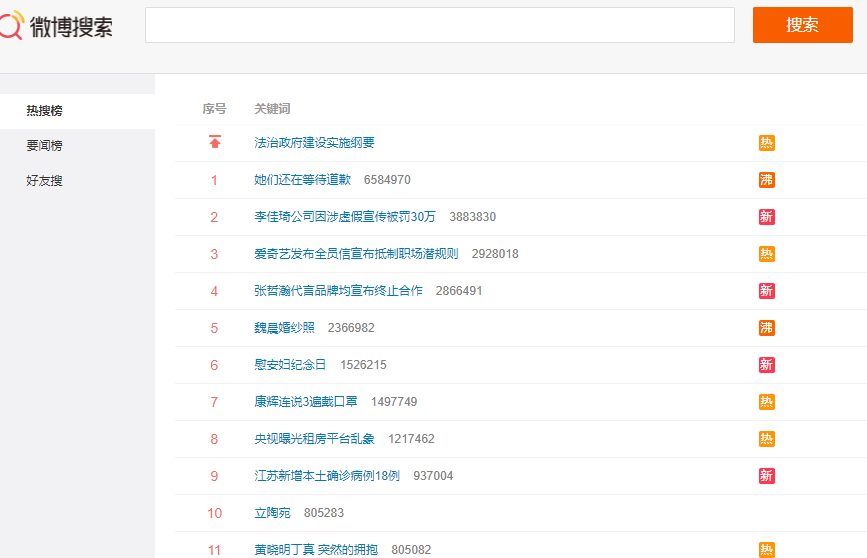 微博搜索
搜索
热搜榜
要闻榜
好友搜
序号 关键词
法治政府建设实施纲要 热
1 她们还在等待道歉 6584970 沸
2 李佳琦公司因涉虚假宣传被罚30万 3883830 新
3 爱奇艺发布全员信宣布抵制职场潜规则 2928018 热
4 张哲瀚代言品牌均宣布终止合作 2866491 新
5 魏晨婚纱照 2366982 沸
6 慰安妇纪念日 1526215 新
7 康辉连说3遍戴口罩 1497749 热
8 央视曝光租房平台乱象 1217462 热
9 江苏新增本土确诊病例18例 937004 新
10 立陶宛 805283
11 黄晓明丁真 突然的拥抱 805082 热